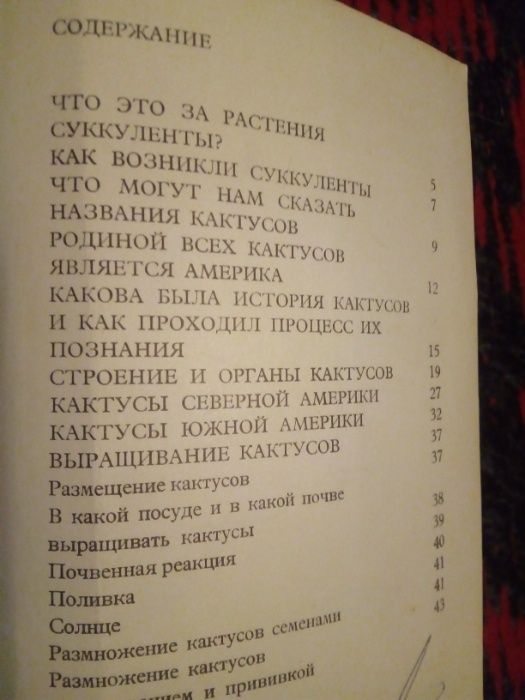 СОДЕРЖАНИЕ
ЧТО ЭТО ЗА РАСТЕНИЯ
СУККУЛЕНТЫ? 5
КАК ВОЗНИКЛИ СУККУЛЕНТЫ 7
ЧТО МОГУТ НАМ СКАЗАТЬ
НАЗВАНИЯ КАКТУСОВ 9
РОДИНОЙ ВСЕХ КАКТУСОВ
ЯВЛЯЕТСЯ АМЕРИКА 12
КАКОВА БЫЛА ИСТОРИЯ КАКТУСОВ
И КАК ПРОХОДИЛ ПРОЦЕСС ИХ
ПОЗНАНИЯ 15
СТРОЕНИЕ И ОРГАНЫ КАКТУСОВ 19
КАКТУСЫ СЕВЕРНОЙ АМЕРИКИ 27
КАКТУСЫ ЮЖНОЙ АМЕРИКИ 32
ВЫРАЩИВАНИЕ КАКТУСОВ 37
Размещение кактусов 37
В какой посуде и в какой почве
выращивать кактусы 38
Почвенная реакция 39
Поливка 40
Солнце 41
Размножение кактусов семенами 41
Размножение кактусов
и прививкой 43